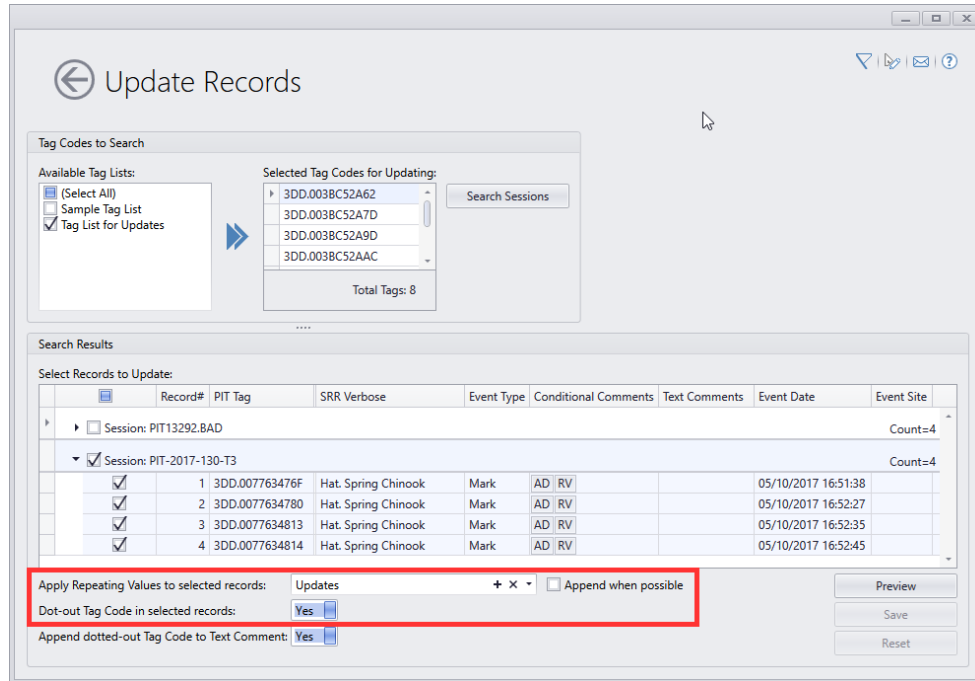 Update Records
Tag Codes to Search
Available Tag Lists:
(Select All)
Sample Tag List
Tag List for Updates
Selected Tag Codes for Updating:
3DD.003BC52A62
3DD.003BC52A7D
3DD.003BC52A9D
3DD.003BC52AAC
Total Tags: 8
Search Sessions
Search Results
Select Records to Update:
Record# PIT Tag SRR Verbose Event Type Conditional Comments Text Comments Event Date Event Site
Session: PIT13292.BAD Count=4
Session: PIT-2017-130-T3 Count=4
1 3DD.007763476F Hat. Spring Chinook Mark AD RV 05/10/2017 16:51:38
2 3DD.0077634780 Hat. Spring Chinook Mark AD RV 05/10/2017 16:52:27
3 3DD.0077634813 Hat. Spring Chinook Mark AD RV 05/10/2017 16:52:35
4 3DD.0077634814 Hat. Spring Chinook Mark AD RV 05/10/2017 16:52:45
Apply Repeating Values to selected records: Updates Append when possible Preview
Dot-out Tag Code in selected records: Yes Save
Append dotted-out Tag Code to Text Comment: Yes Reset